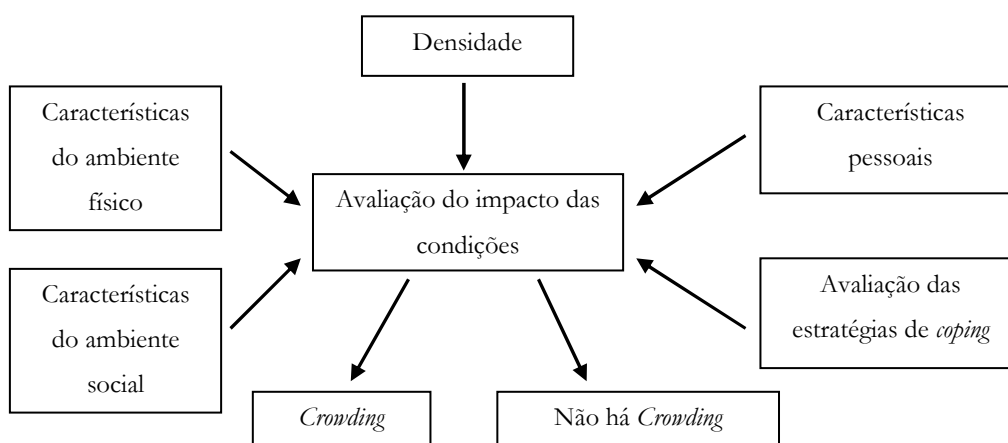 Densidade
Características
do ambiente
físico
Características
pessoais
Avaliação do impacto das
condições
Características
do ambiente
social
Avaliação das
estratégias de coping
Crowding
Não há Crowding